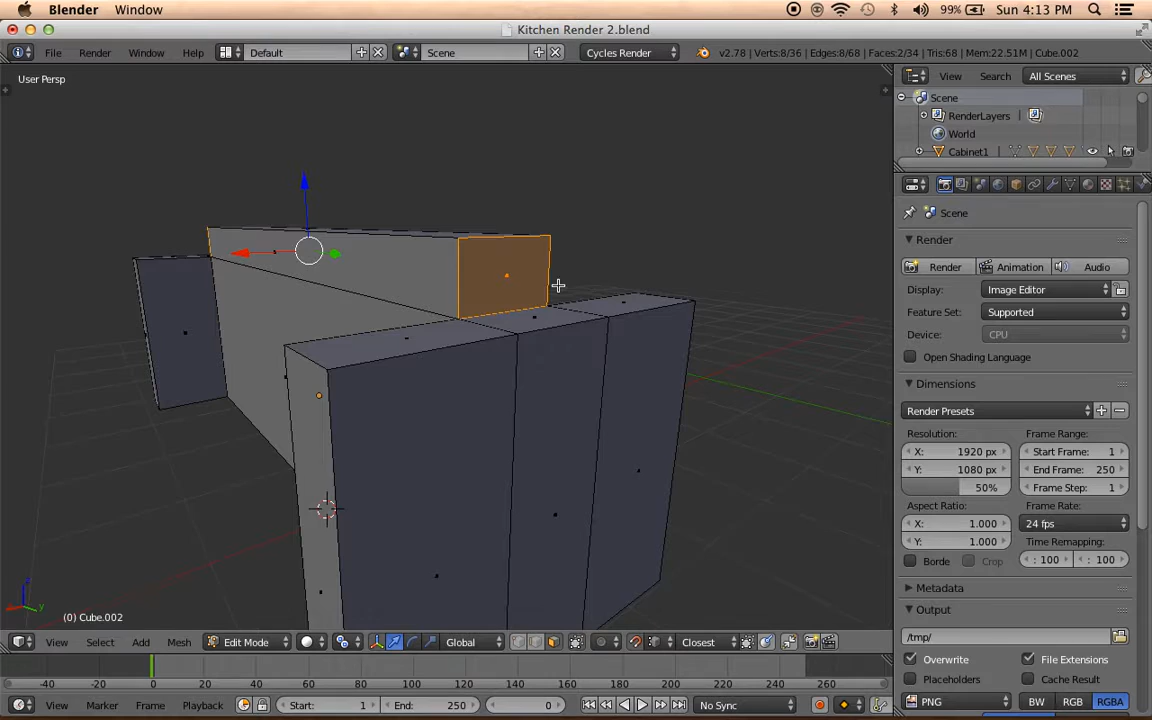 Blender Window 99% Sun 4:13 PM
Kitchen Render 2.blend
File Render Window Help Default Scene Cycles Render v2.78 | Verts:8/36 | Edges:8/68 | Faces:2/34 | Tris:68 | Mem:22.51M | Cube.002
User Persp
View Search All Scenes
Scene
RenderLayers
World
Cabinet1
Scene
Render
Render Animation Audio
Display: Image Editor
Feature Set: Supported
Device: CPU
Open Shading Language
Dimensions
Render Presets
Resolution: Frame Range:
X: 1920 px Start Frame: 1
Y: 1080 px End Frame: 250
50% Frame Step: 1
Aspect Ratio: Frame Rate:
X: 1.000 24 fps
Y: 1.000 Time Remapping:
Borde Crop : 100 : 100
Metadata
Output
/tmp/
Overwrite File Extensions
Placeholders Cache Result
PNG BW RGB RGBA
z
y
(0) Cube.002
View Select Add Mesh Edit Mode Global Closest
-40 -20 0 20 40 60 80 100 120 140 160 180 200 220 240 260
View Marker Frame Playback Start: 1 End: 250 0 No Sync